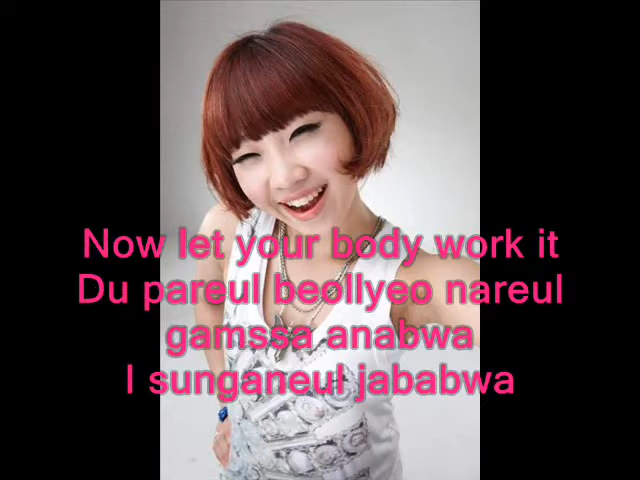 Now let your body work it
Du pareul beollyeo nareul
gamssa anabwa
I sunganeul jababwa